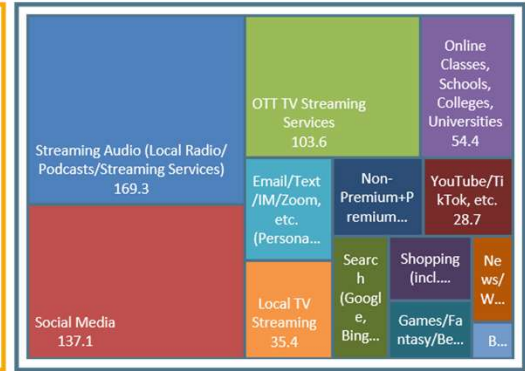 Streaming Audio (Local Radio/
Podcasts/Streaming Services)
169.3
Social Media
137.1
OTT TV Streaming
Services
103.6
Online
Classes,
Schools,
Colleges,
Universities
54.4
Email/Text
/IM/Zoom,
etc.
(Persona...
Non-
Premium+P
remium...
YouTube/Ti
kTok, etc.
28.7
Local TV
Streaming
35.4
Searc
h
(Googl
e,
Bing...
Shopping
(incl....
Ne
ws/
W...
Games/Fa
ntasy/Be...
B...